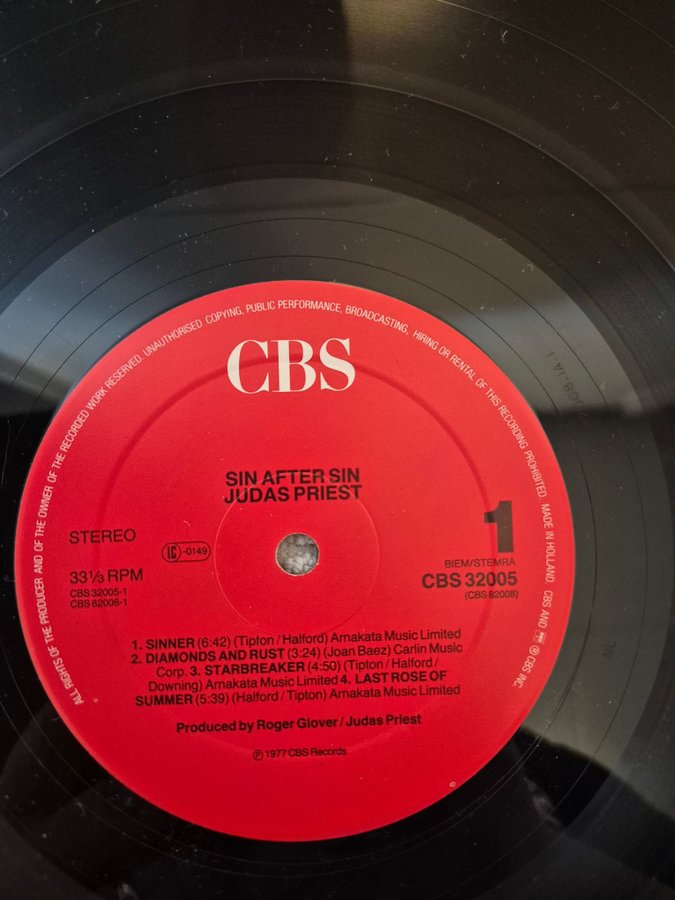 ALL RIGHTS OF THE PRODUCER AND OF THE OWNER OF THE RECORDED WORK RESERVED. UNAUTHORISED COPYING, PUBLIC PERFORMANCE, BROADCASTING, HIRING OR RENTAL OF THIS RECORDING PROHIBITED. MADE IN HOLLAND. CBS AND ℗ © CBS INC.
CBS
SIN AFTER SIN
JUDAS PRIEST
STEREO
LC -0149
1
BIEM/STEMRA
33⅓ RPM
CBS 32005
CBS 32005-1
(CBS 82008)
CBS 82008-1
1. SINNER (6:42) (Tipton / Halford) Arnakata Music Limited
2. DIAMONDS AND RUST (3:24) (Joan Baez) Carlin Music
Corp. 3. STARBREAKER (4:50) (Tipton / Halford /
Downing) Arnakata Music Limited 4. LAST ROSE OF
SUMMER (5:39) (Halford / Tipton) Arnakata Music Limited
Produced by Roger Glover / Judas Priest
℗ 1977 CBS Records